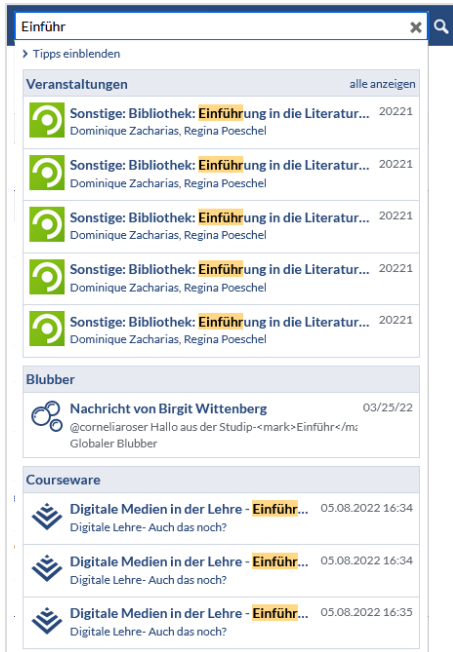 Einführ
Tipps einblenden
Veranstaltungen alle anzeigen
Sonstige: Bibliothek: Einführung in die Literatur... 20221
Dominique Zacharias, Regina Poeschel
Sonstige: Bibliothek: Einführung in die Literatur... 20221
Dominique Zacharias, Regina Poeschel
Sonstige: Bibliothek: Einführung in die Literatur... 20221
Dominique Zacharias, Regina Poeschel
Sonstige: Bibliothek: Einführung in die Literatur... 20221
Dominique Zacharias, Regina Poeschel
Sonstige: Bibliothek: Einführung in die Literatur... 20221
Dominique Zacharias, Regina Poeschel
Blubber
Nachricht von Birgit Wittenberg 03/25/22
@corneliaroser Hallo aus der Studip-<mark>Einführ</ma
Globaler Blubber
Courseware
Digitale Medien in der Lehre - Einführ... 05.08.2022 16:34
Digitale Lehre- Auch das noch?
Digitale Medien in der Lehre - Einführ... 05.08.2022 16:34
Digitale Lehre- Auch das noch?
Digitale Medien in der Lehre - Einführ... 05.08.2022 16:35
Digitale Lehre- Auch das noch?